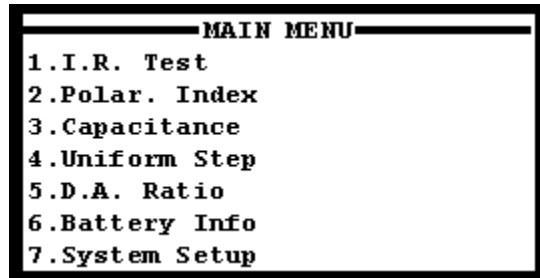 MAIN MENU
1.I.R. Test
2.Polar. Index
3.Capacitance
4.Uniform Step
5.D.A. Ratio
6.Battery Info
7.System Setup